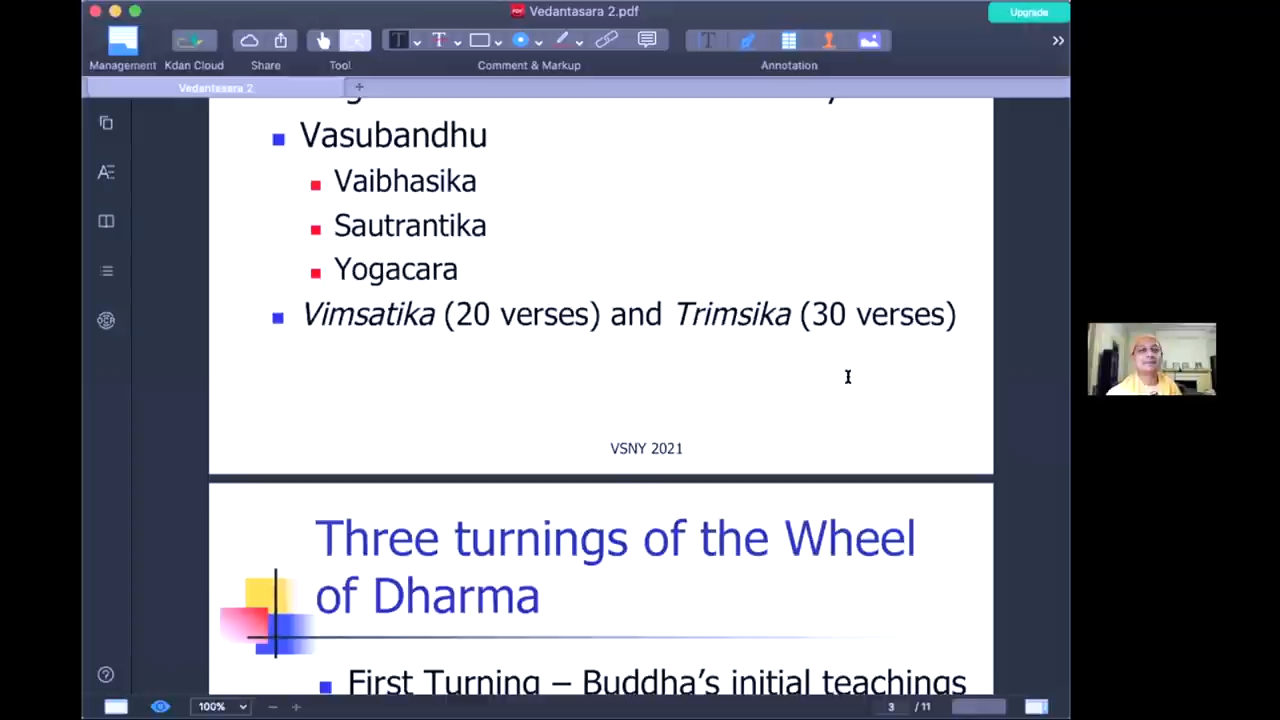 Vedantasara 2.pdf
Upgrade
Management
Kdan Cloud
Share
Tool
Comment & Markup
Annotation
Vedantasara 2
Vasubandhu
Vaibhasika
Sautrantika
Yogacara
Vimsatika (20 verses) and Trimsika (30 verses)
VSNY 2021
Three turnings of the Wheel
of Dharma
First Turning – Buddha's initial teachings
100%
3 / 11